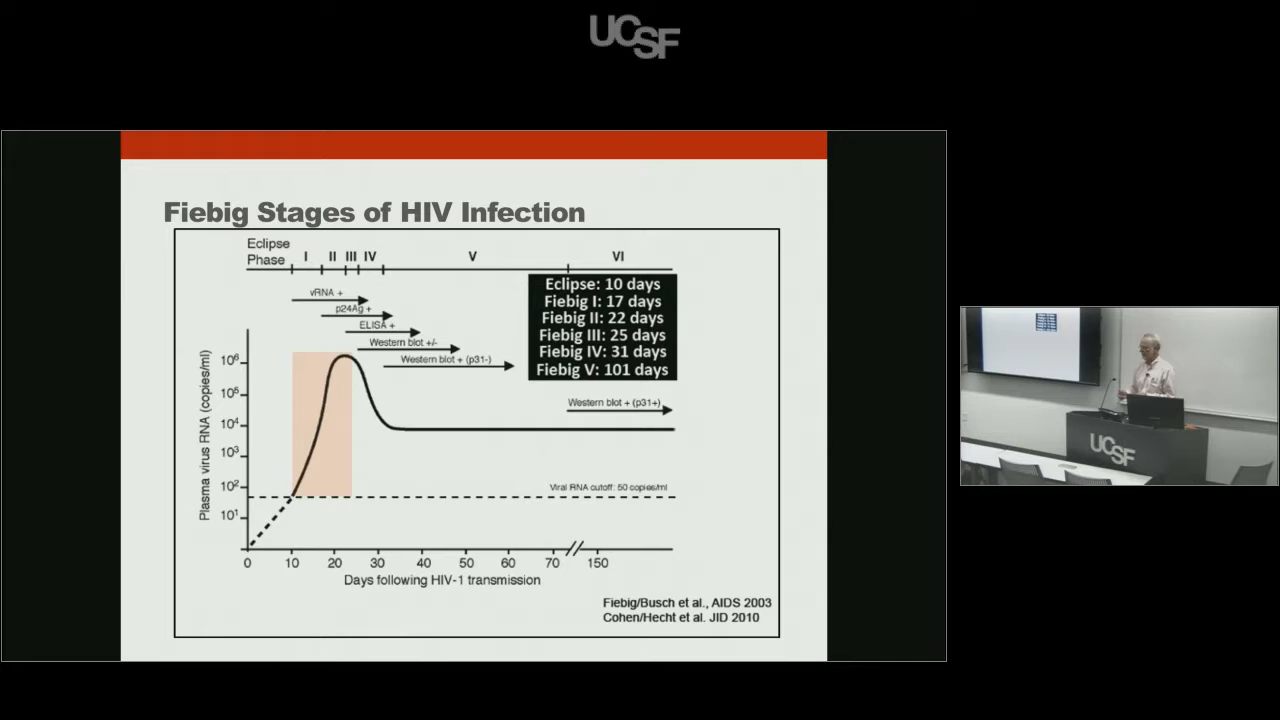 UCSF
Fiebig Stages of HIV Infection
Eclipse
Phase I II III IV V VI
Eclipse: 10 days
Fiebig I: 17 days
Fiebig II: 22 days
Fiebig III: 25 days
Fiebig IV: 31 days
Fiebig V: 101 days
vRNA +
p24Ag +
ELISA +
Western blot +/-
Western blot + (p31-)
Western blot + (p31+)
Plasma virus RNA (copies/ml)
10⁶
10⁵
10⁴
10³
10²
10¹
Viral RNA cutoff: 50 copies/ml
0 10 20 30 40 50 60 70 150
Days following HIV-1 transmission
Fiebig/Busch et al., AIDS 2003
Cohen/Hecht et al. JID 2010
UCSF